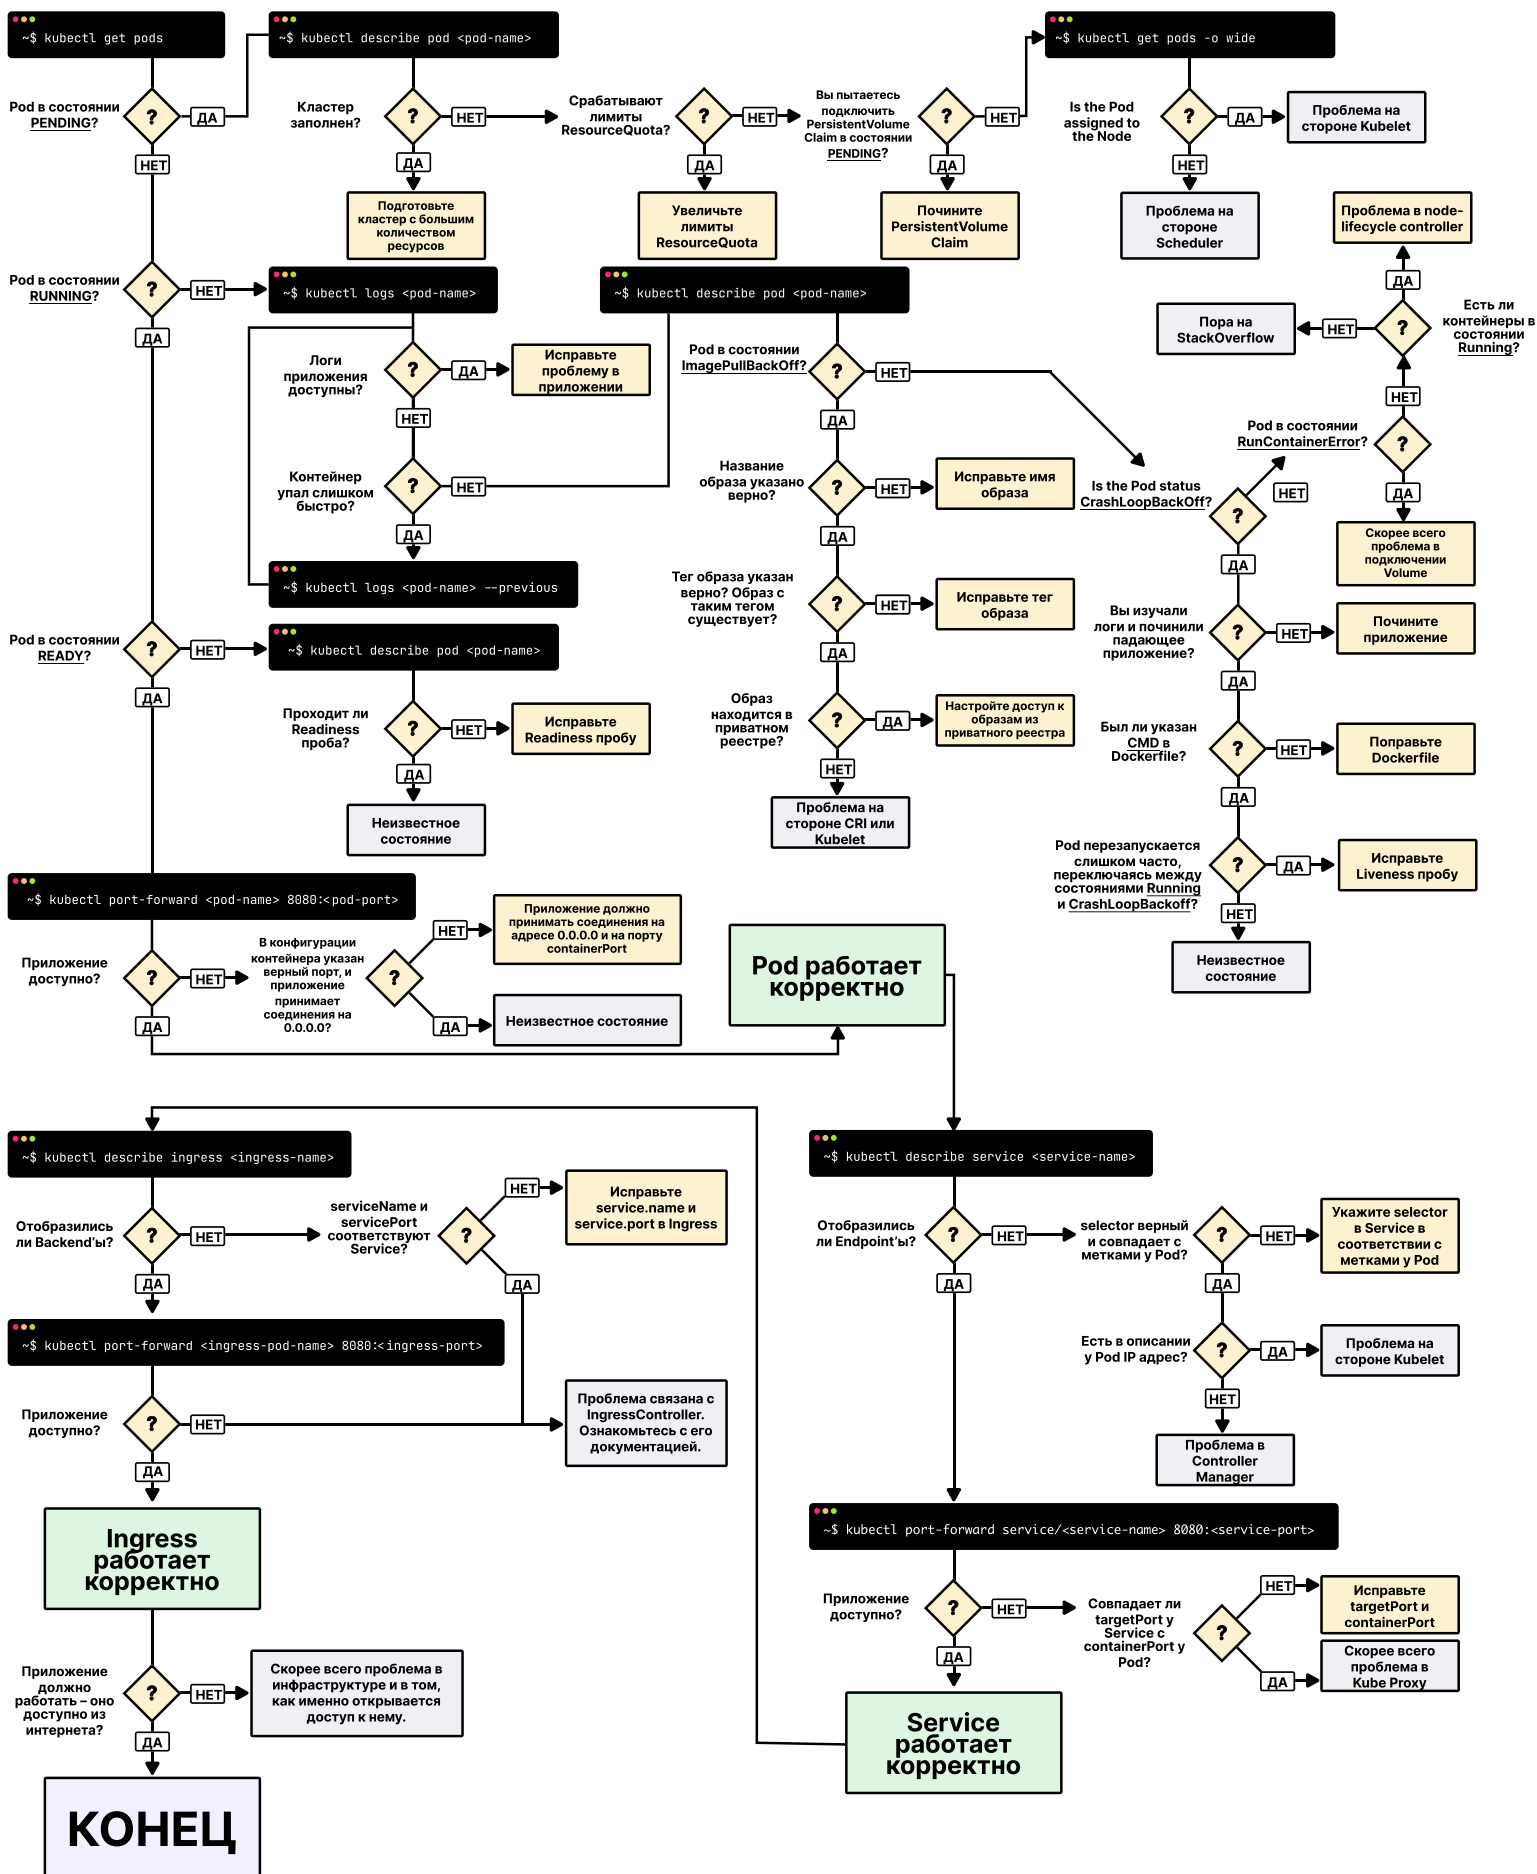 ~$ kubectl get pods
Pod в состоянии
PENDING?
?
ДА
НЕТ
~$ kubectl describe pod <pod-name>
Кластер
заполнен?
?
НЕТ
ДА
Подготовьте
кластер с большим
количеством
ресурсов
Срабатывают
лимиты
ResourceQuota?
?
НЕТ
ДА
Увеличьте
лимиты
ResourceQuota
Вы пытаетесь
подключить
PersistentVolume
Claim в состоянии
PENDING?
?
НЕТ
ДА
Почините
PersistentVolume
Claim
~$ kubectl get pods -o wide
Is the Pod
assigned to
the Node
?
ДА
Проблема на
стороне Kubelet
НЕТ
Проблема на
стороне
Scheduler
Pod в состоянии
RUNNING?
?
НЕТ
ДА
~$ kubectl logs <pod-name>
Логи
приложения
доступны?
?
ДА
Исправьте
проблему в
приложении
НЕТ
Контейнер
упал слишком
быстро?
?
НЕТ
ДА
~$ kubectl logs <pod-name> --previous
~$ kubectl describe pod <pod-name>
Pod в состоянии
ImagePullBackOff?
?
НЕТ
ДА
Название
образа указано
верно?
?
НЕТ
Исправьте имя
образа
ДА
Тег образа указан
верно? Образ с
таким тегом
существует?
?
НЕТ
Исправьте тег
образа
ДА
Образ
находится в
приватном
реестре?
?
ДА
Настройте доступ к
образам из
приватного реестра
НЕТ
Проблема на
стороне CRI или
Kubelet
Проблема в node-
lifecycle controller
ДА
Есть ли
контейнеры в
состоянии
Running?
?
НЕТ
Пора на
StackOverflow
НЕТ
Pod в состоянии
RunContainerError?
?
ДА
Скорее всего
проблема в
подключении
Volume
Is the Pod status
CrashLoopBackOff?
?
НЕТ
ДА
Вы изучали
логи и починили
падающее
приложение?
?
НЕТ
Почините
приложение
ДА
Был ли указан
CMD в
Dockerfile?
?
НЕТ
Поправьте
Dockerfile
ДА
Pod перезапускается
слишком часто,
переключаясь между
состояниями Running
и CrashLoopBackoff?
?
ДА
Исправьте
Liveness пробу
НЕТ
Неизвестное
состояние
Pod в состоянии
READY?
?
НЕТ
ДА
~$ kubectl describe pod <pod-name>
Проходит ли
Readiness
проба?
?
НЕТ
Исправьте
Readiness пробу
ДА
Неизвестное
состояние
~$ kubectl port-forward <pod-name> 8080:<pod-port>
Приложение
доступно?
?
НЕТ
ДА
В конфигурации
контейнера указан
верный порт, и
приложение
принимает
соединения на
0.0.0.0?
?
НЕТ
Приложение должно
принимать соединения на
адресе 0.0.0.0 и на порту
containerPort
ДА
Неизвестное состояние
Pod работает
корректно
~$ kubectl describe service <service-name>
Отобразились
ли Endpoint’ы?
?
НЕТ
ДА
selector верный
и совпадает с
метками у Pod?
?
НЕТ
Укажите selector
в Service в
соответствии с
метками у Pod
ДА
Есть в описании
у Pod IP адрес?
?
ДА
Проблема на
стороне Kubelet
НЕТ
Проблема в
Controller
Manager
~$ kubectl port-forward service/<service-name> 8080:<service-port>
Приложение
доступно?
?
НЕТ
ДА
Совпадает ли
targetPort у
Service с
containerPort у
Pod?
?
НЕТ
Исправьте
targetPort и
containerPort
ДА
Скорее всего
проблема в
Kube Proxy
Service
работает
корректно
~$ kubectl describe ingress <ingress-name>
Отобразились
ли Backend’ы?
?
НЕТ
ДА
serviceName и
servicePort
соответствуют
Service?
?
НЕТ
Исправьте
service.name и
service.port в Ingress
ДА
~$ kubectl port-forward <ingress-pod-name> 8080:<ingress-port>
Приложение
доступно?
?
НЕТ
Проблема связана с
IngressController.
Ознакомьтесь с его
документацией.
ДА
Ingress
работает
корректно
Приложение
должно
работать – оно
доступно из
интернета?
?
НЕТ
Скорее всего проблема в
инфраструктуре и в том,
как именно открывается
доступ к нему.
ДА
КОНЕЦ